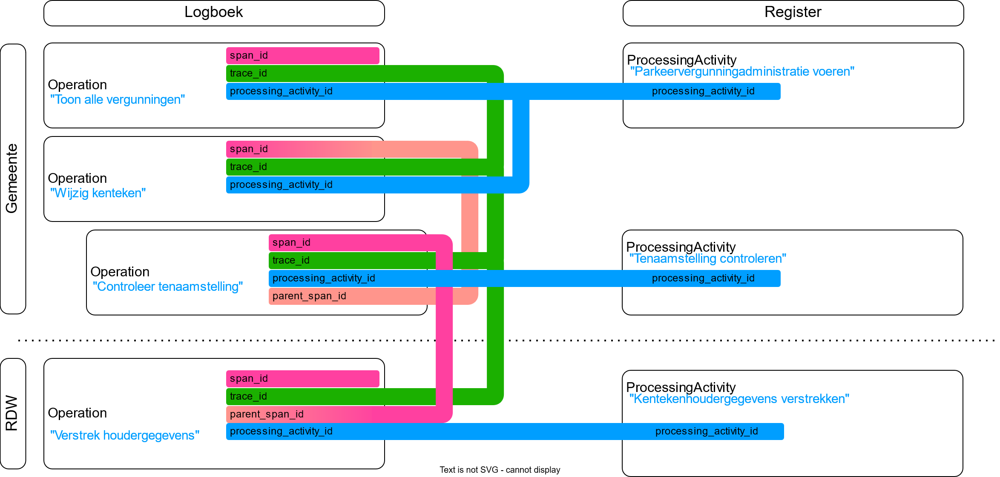 Logboek
Register
Gemeente
Operation
"Toon alle vergunningen"
span_id
trace_id
processing_activity_id
ProcessingActivity
"Parkeervergunningadministratie voeren"
processing_activity_id
Operation
"Wijzig kenteken"
span_id
trace_id
processing_activity_id
Operation
"Controleer tenaamstelling"
span_id
trace_id
processing_activity_id
parent_span_id
ProcessingActivity
"Tenaamstelling controleren"
processing_activity_id
RDW
Operation
"Verstrek houdergegevens"
span_id
trace_id
parent_span_id
processing_activity_id
ProcessingActivity
"Kentekenhoudergegevens verstrekken"
processing_activity_id
Text is not SVG - cannot display